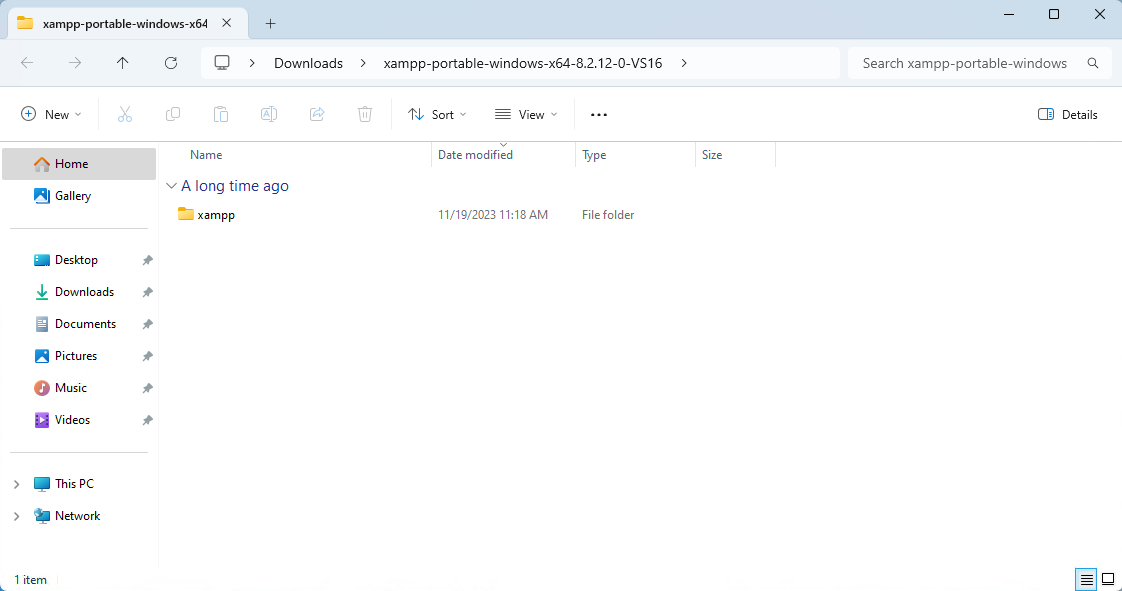 xampp-portable-windows-x64
Downloads xampp-portable-windows-x64-8.2.12-0-VS16 Search xampp-portable-windows
New Sort View Details
Name Date modified Type Size
Home
A long time ago
Gallery
xampp 11/19/2023 11:18 AM File folder
Desktop
Downloads
Documents
Pictures
Music
Videos
This PC
Network
1 item